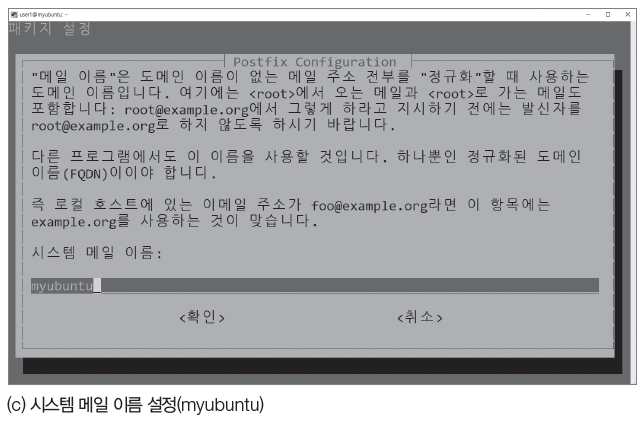 user1@myubuntu: ~
패키지 설정
Postfix Configuration
"메일 이름"은 도메인 이름이 없는 메일 주소 전부를 "정규화"할 때 사용하는
도메인 이름입니다. 여기에는 <root>에서 오는 메일과 <root>로 가는 메일도
포함합니다: root@example.org에서 그렇게 하라고 지시하기 전에는 발신자를
root@example.org로 하지 않도록 하시기 바랍니다.
다른 프로그램에서도 이 이름을 사용할 것입니다. 하나뿐인 정규화된 도메인
이름(FQDN)이이야 합니디.
즉 로컬 호스트에 있는 이메일 주소가 foo@example.org라면 이 항목에는
example.org를 사용하는 것이 맞습니다.
시스템 메일 이름:
myubuntu
<확인> <취소>
(c) 시스템 메일 이름 설정(myubuntu)